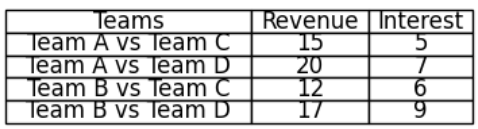 Teams Revenue Interest
Team A vs Team C 15 5
Team A vs Team D 20 7
Team B vs Team C 12 6
Team B vs Team D 17 9